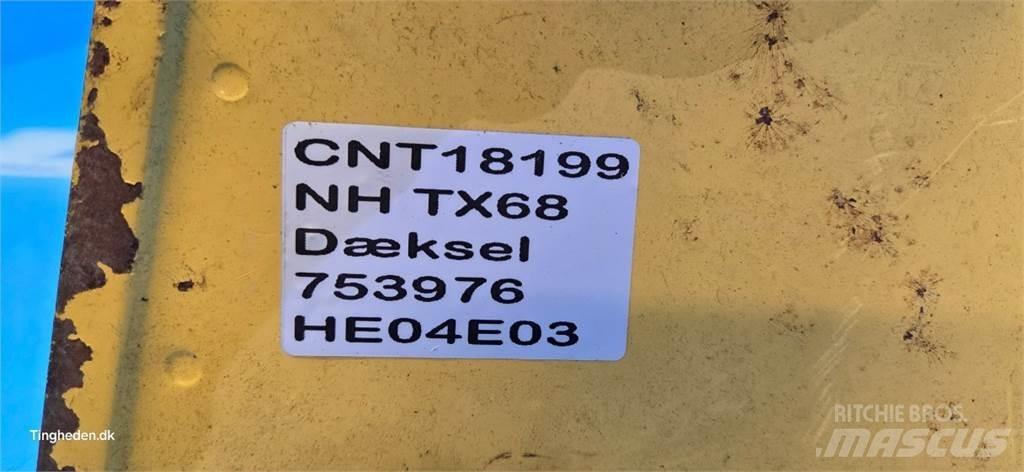 CNT18199
NH TX68
Dæksel
753976
HE04E03
Tingheden.dk
RITCHIE BROS.
MASCUS